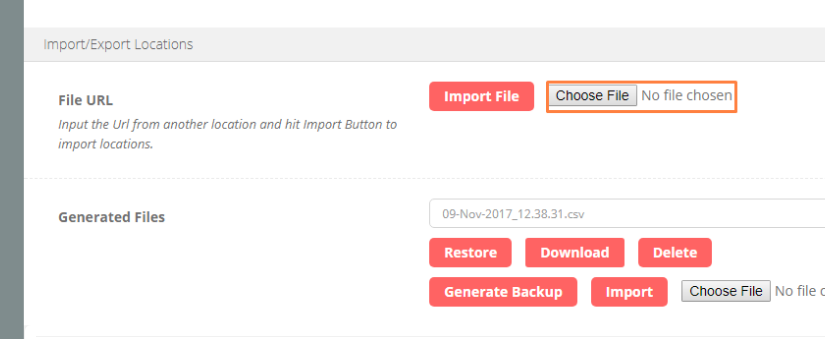 Import/Export Locations
File URL
Input the Url from another location and hit Import Button to
import locations.
Import File Choose File No file chosen
Generated Files
09-Nov-2017_12.38.31.csv
Restore Download Delete
Generate Backup Import Choose File No file